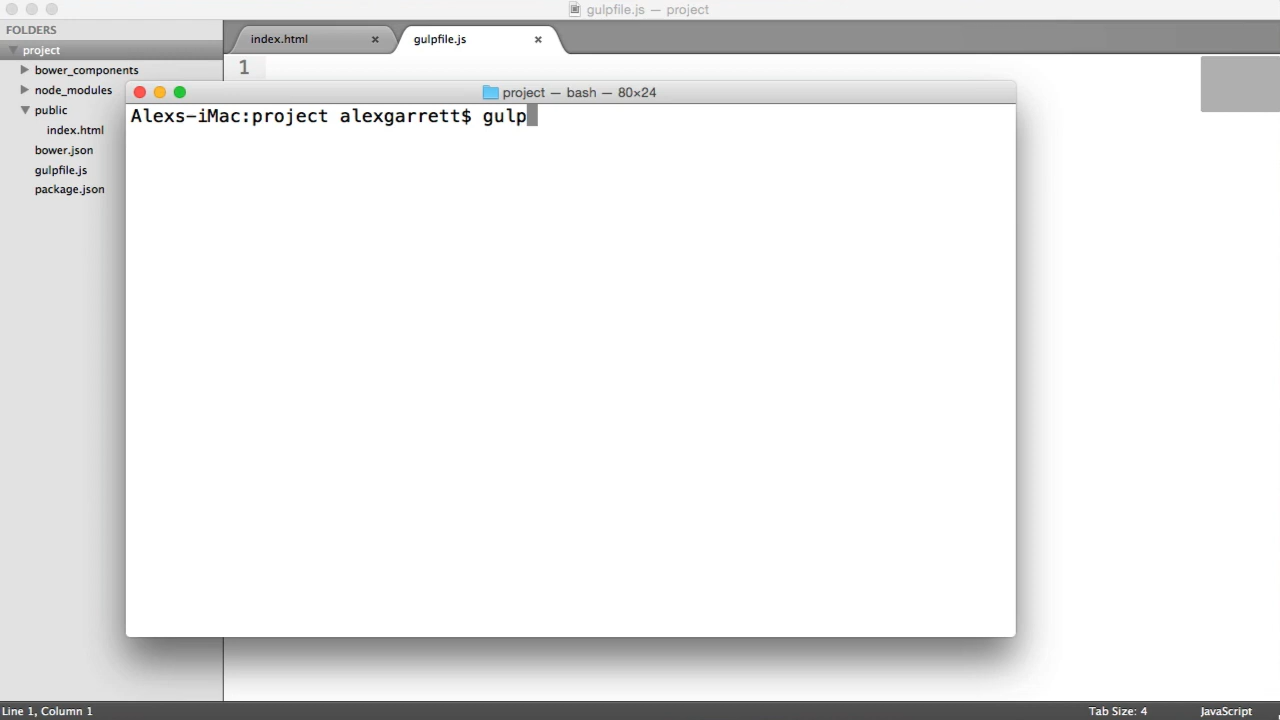 gulpfile.js — project
FOLDERS
project
bower_components
node_modules
public
index.html
bower.json
gulpfile.js
package.json
index.html ×
gulpfile.js ×
1
project — bash — 80×24
Alexs-iMac:project alexgarrett$ gulp
Line 1, Column 1
Tab Size: 4
JavaScript